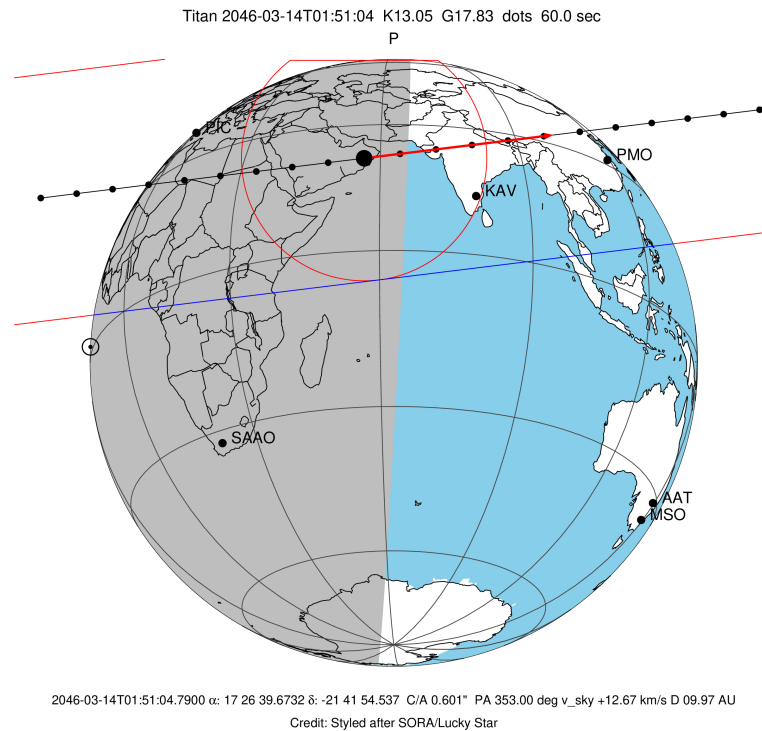 Titan 2046-03-14T01:51:04 K13.05 G17.83 dots 60.0 sec
P
PIC
PMO
KAV
SAAO
AAT
MSO
2046-03-14T01:51:04.7900 α: 17 26 39.6732 δ: -21 41 54.537 C/A 0.601" PA 353.00 deg v_sky +12.67 km/s D 09.97 AU
Credit: Styled after SORA/Lucky Star